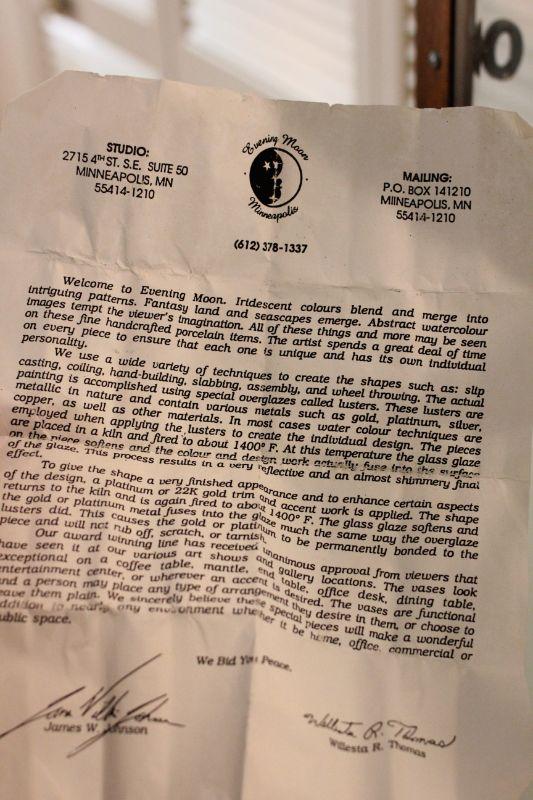 STUDIO:
2715 4TH ST. S.E. SUITE 50
MINNEAPOLIS, MN
55414-1210
Evening Moon
Minneapolis
(612) 378-1337
MAILING:
P.O. BOX 141210
MIINEAPOLIS, MN
55414-1210
Welcome to Evening Moon. Iridescent colours blend and merge into
intriguing patterns. Fantasy land and seascapes emerge. Abstract watercolour
images tempt the viewer's imagination. All of these things and more may be seen
on these fine handcrafted porcelain items. The artist spends a great deal of time
on every piece to ensure that each one is unique and has its own individual
personality.
We use a wide variety of techniques to create the shapes such as: slip
casting, coiling, hand-building, slabbing, assembly, and wheel throwing. The actual
painting is accomplished using special overglazes called lusters. These lusters are
metallic in nature and contain various metals such as gold, platinum, silver,
copper, as well as other materials. In most cases water colour techniques are
employed when applying the lusters to create the individual design. The pieces
are placed in a kiln and fired to about 1400° F. At this temperature the glass glaze
on the piece softens and the colour and design work actually fuse into the surface
of the glaze. This process results in a very reflective and an almost shimmery final
effect.
To give the shape a very finished appearance and to enhance certain aspects
of the design, a platinum or 22K gold trim and accent work is applied. The shape
returns to the kiln and is again fired to about 1400° F. The glass glaze softens and
the gold or platinum metal fuses into the glaze much the same way the overglaze
lusters did. This causes the gold or platinum to be permanently bonded to the
piece and will not rub off, scratch, or tarnish.
Our award winning line has received unanimous approval from viewers that
have seen it at our various art shows and gallery locations. The vases look
exceptional on a coffee table, mantle, end table, office desk, dining table,
entertainment center, or wherever an accent is desired. The vases are functional
and a person may place any type of arrangement they desire in them, or choose to
leave them plain. We sincerely believe these special pieces will make a wonderful
addition to nearly any environment whether it be home, office, commercial or
public space.
We Bid You Peace,
James W. Johnson
Willesta R. Thomas
Willesta R. Thomas